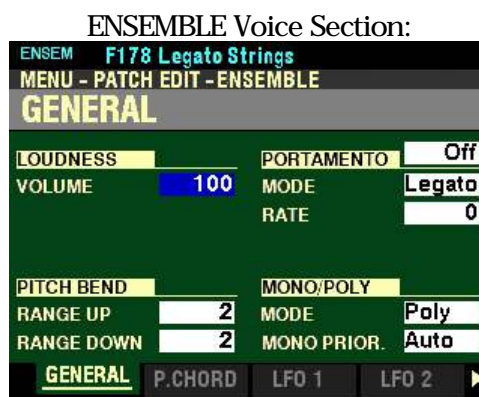 ENSEMBLE Voice Section:
ENSEM F178 Legato Strings
MENU - PATCH EDIT - ENSEMBLE
GENERAL
LOUDNESS
VOLUME 100
PORTAMENTO Off
MODE Legato
RATE 0
PITCH BEND
RANGE UP 2
RANGE DOWN 2
MONO/POLY
MODE Poly
MONO PRIOR. Auto
GENERAL P.CHORD LFO 1 LFO 2